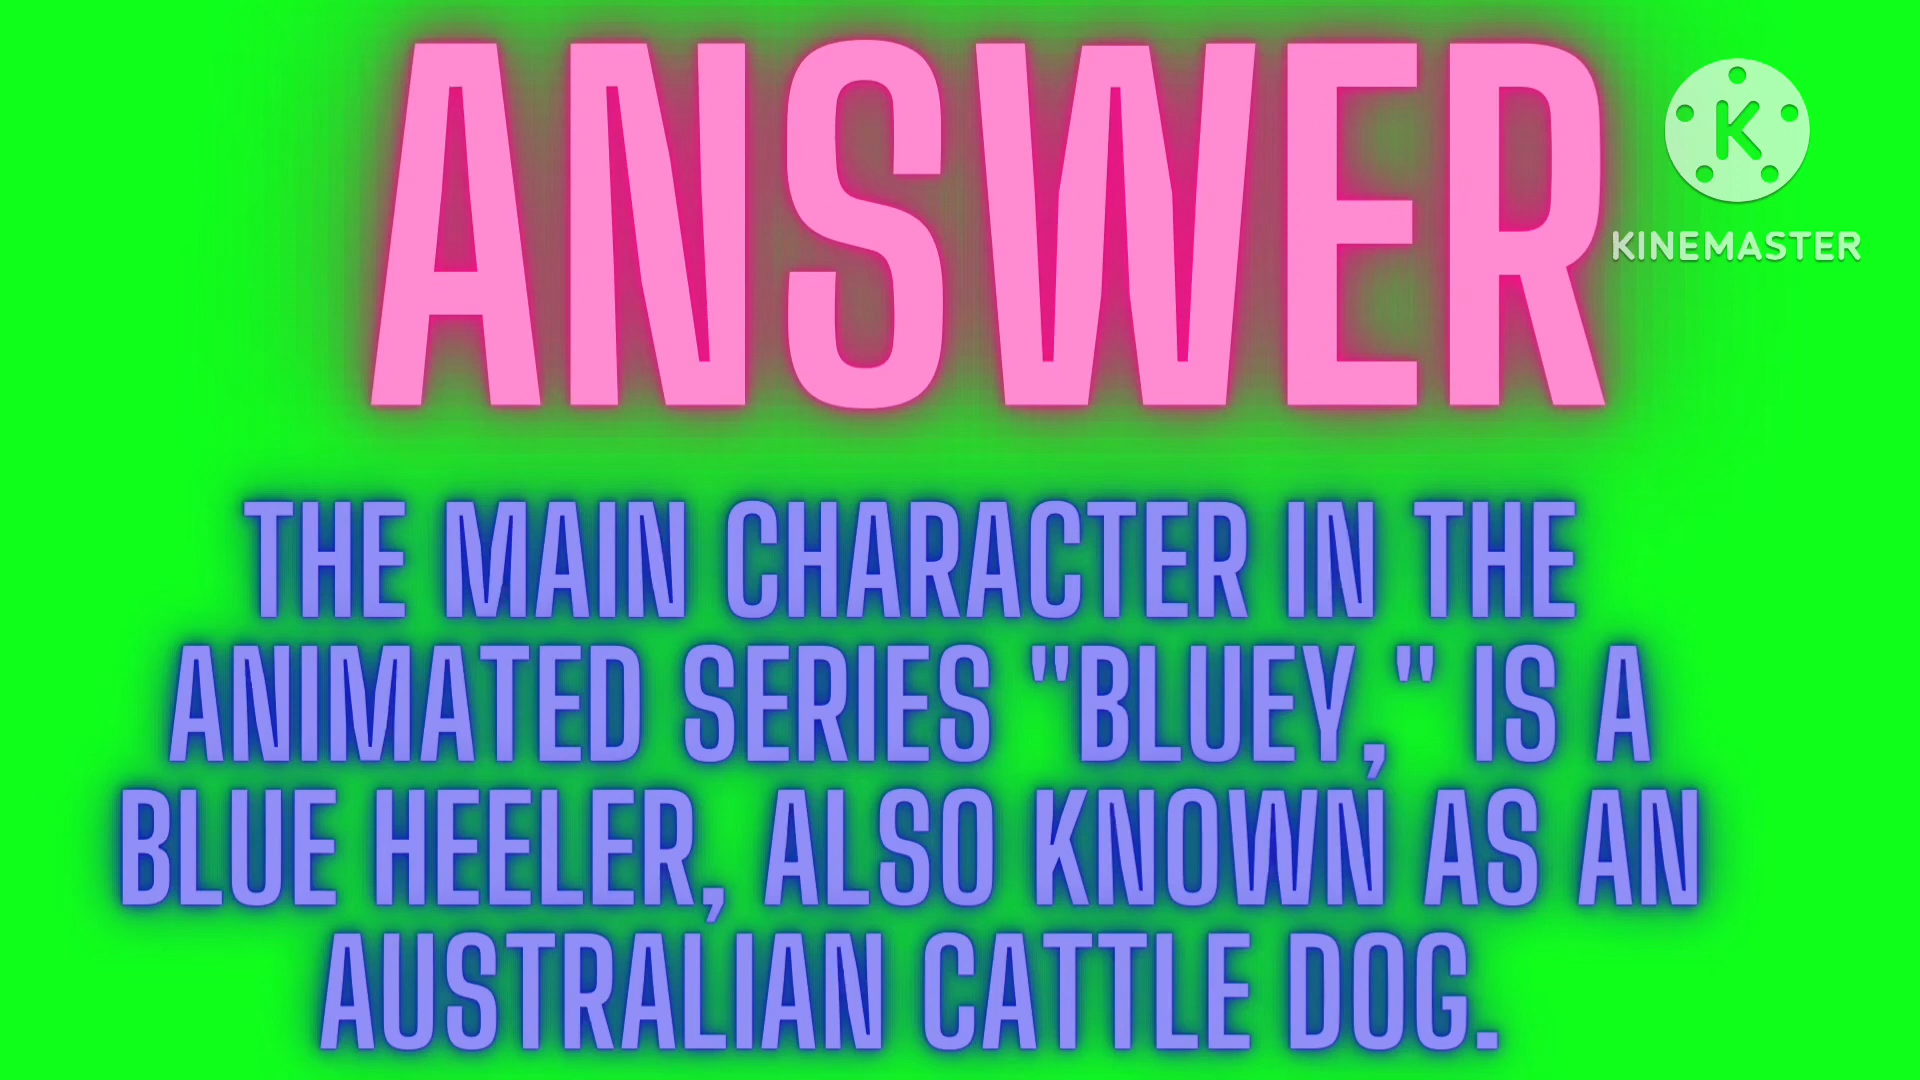 ANSWER
K
KINEMASTER
THE MAIN CHARACTER IN THE
ANIMATED SERIES "BLUEY," IS A
BLUE HEELER, ALSO KNOWN AS AN
AUSTRALIAN CATTLE DOG.